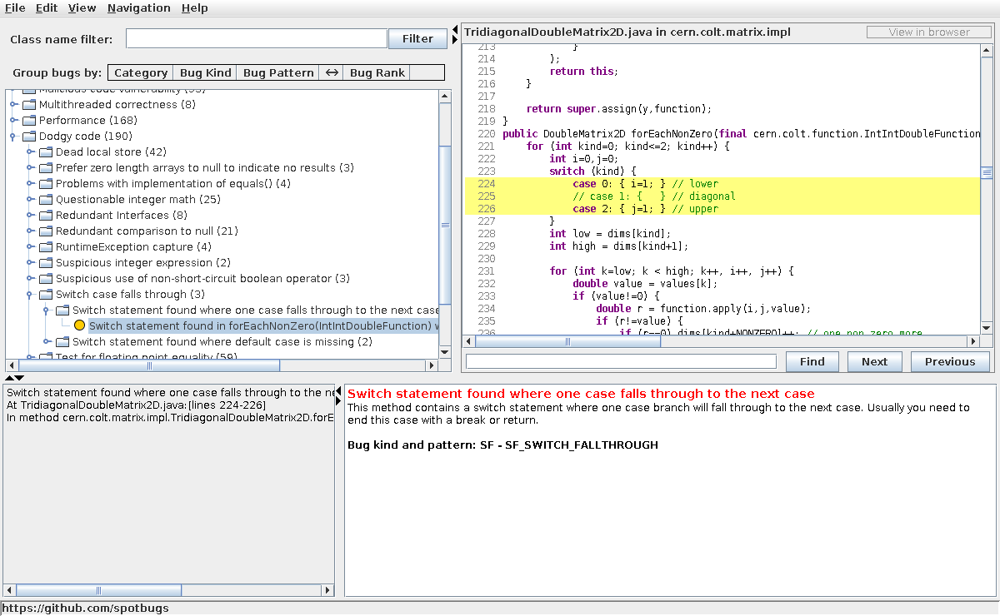 File Edit View Navigation Help
Class name filter:
Filter
Group bugs by: Category Bug Kind Bug Pattern ↔ Bug Rank
Malicious code vulnerability
Multithreaded correctness (8)
Performance (168)
Dodgy code (190)
Dead local store (42)
Prefer zero length arrays to null to indicate no results (3)
Problems with implementation of equals() (4)
Questionable integer math (25)
Redundant Interfaces (8)
Redundant comparison to null (21)
RuntimeException capture (4)
Suspicious integer expression (2)
Suspicious use of non-short-circuit boolean operator (3)
Switch case falls through (3)
Switch statement found where one case falls through to the next case
Switch statement found in forEachNonZero(IntIntDoubleFunction) w
Switch statement found where default case is missing (2)
Test for floating point equality (59)
TridiagonalDoubleMatrix2D.java in cern.colt.matrix.impl
View in browser
213 }
214 );
215 return this;
216 }
217
218 return super.assign(y,function);
219 }
220 public DoubleMatrix2D forEachNonZero(final cern.colt.function.IntIntDoubleFunction
221 for (int kind=0; kind<=2; kind++) {
222 int i=0,j=0;
223 switch (kind) {
224 case 0: { i=1; } // lower
225 // case 1: { } // diagonal
226 case 2: { j=1; } // upper
227 }
228 int low = dims[kind];
229 int high = dims[kind+1];
230
231 for (int k=low; k < high; k++, i++, j++) {
232 double value = values[k];
233 if (value!=0) {
234 double r = function.apply(i,j,value);
235 if (r!=value) {
236 if (r==0) dims[kind+NONZERO]++; // one non zero more
Find Next Previous
Switch statement found where one case falls through to the ne
At TridiagonalDoubleMatrix2D.java:[lines 224-226]
In method cern.colt.matrix.impl.TridiagonalDoubleMatrix2D.forE
Switch statement found where one case falls through to the next case
This method contains a switch statement where one case branch will fall through to the next case. Usually you need to
end this case with a break or return.
Bug kind and pattern: SF - SF_SWITCH_FALLTHROUGH
https://github.com/spotbugs